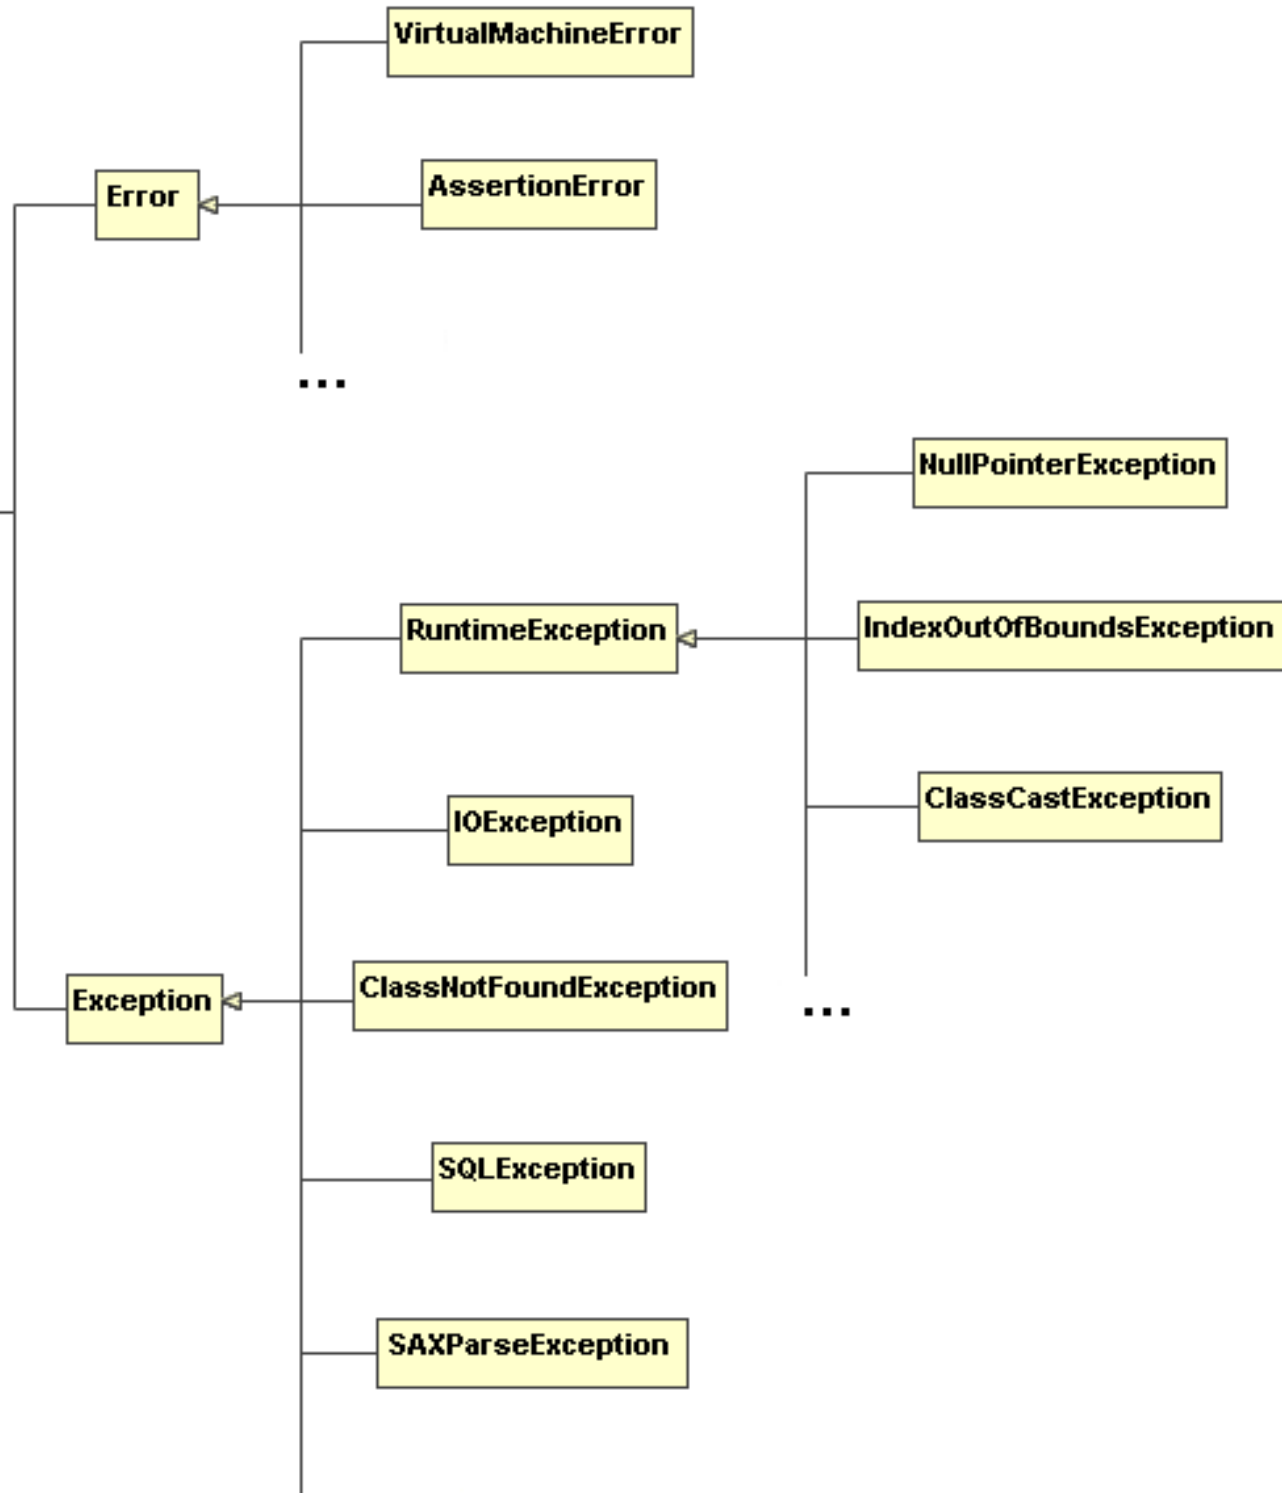 VirtualMachineError
AssertionError
Error
...
NullPointerException
RuntimeException
IndexOutOfBoundsException
ClassCastException
IOException
ClassNotFoundException
Exception
...
SQLException
SAXParseException